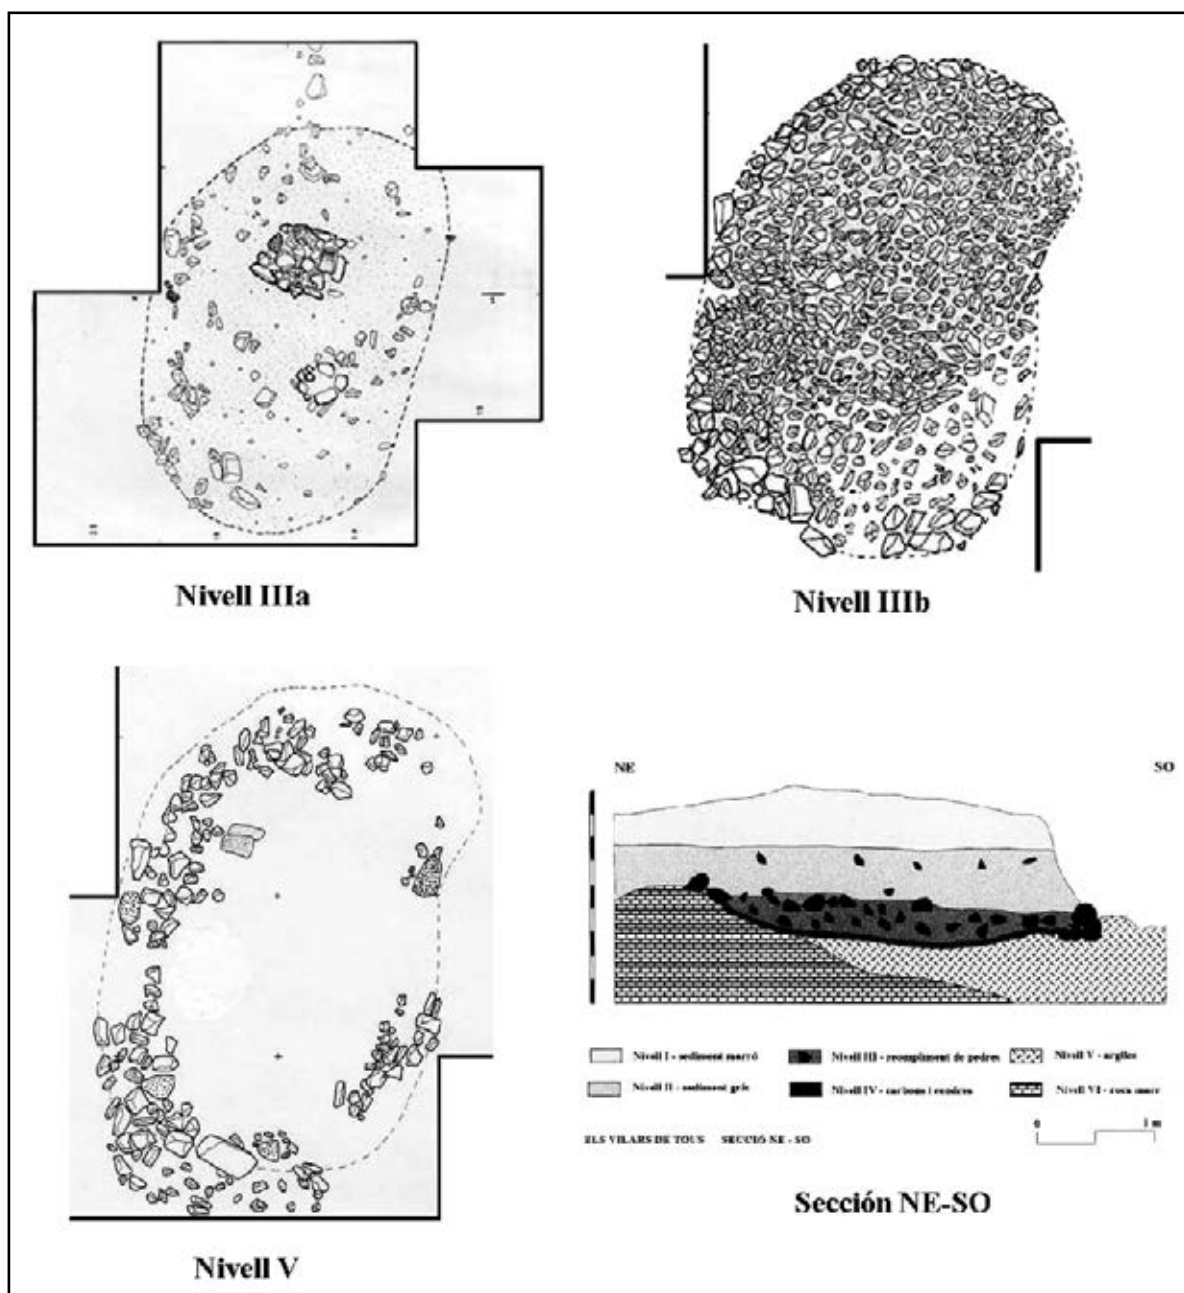 Nivell IIIa
Nivell IIIb
NE
SO
Nivell I - sediment marró
Nivell III - reompliment de pedres
Nivell V - argiles
Nivell II - sediment gris
Nivell IV - carbons i cendres
Nivell VI - roca mare
0
1 m
ELS VILARS DE TOUS SECCIÓ NE - SO
Sección NE-SO
Nivell V